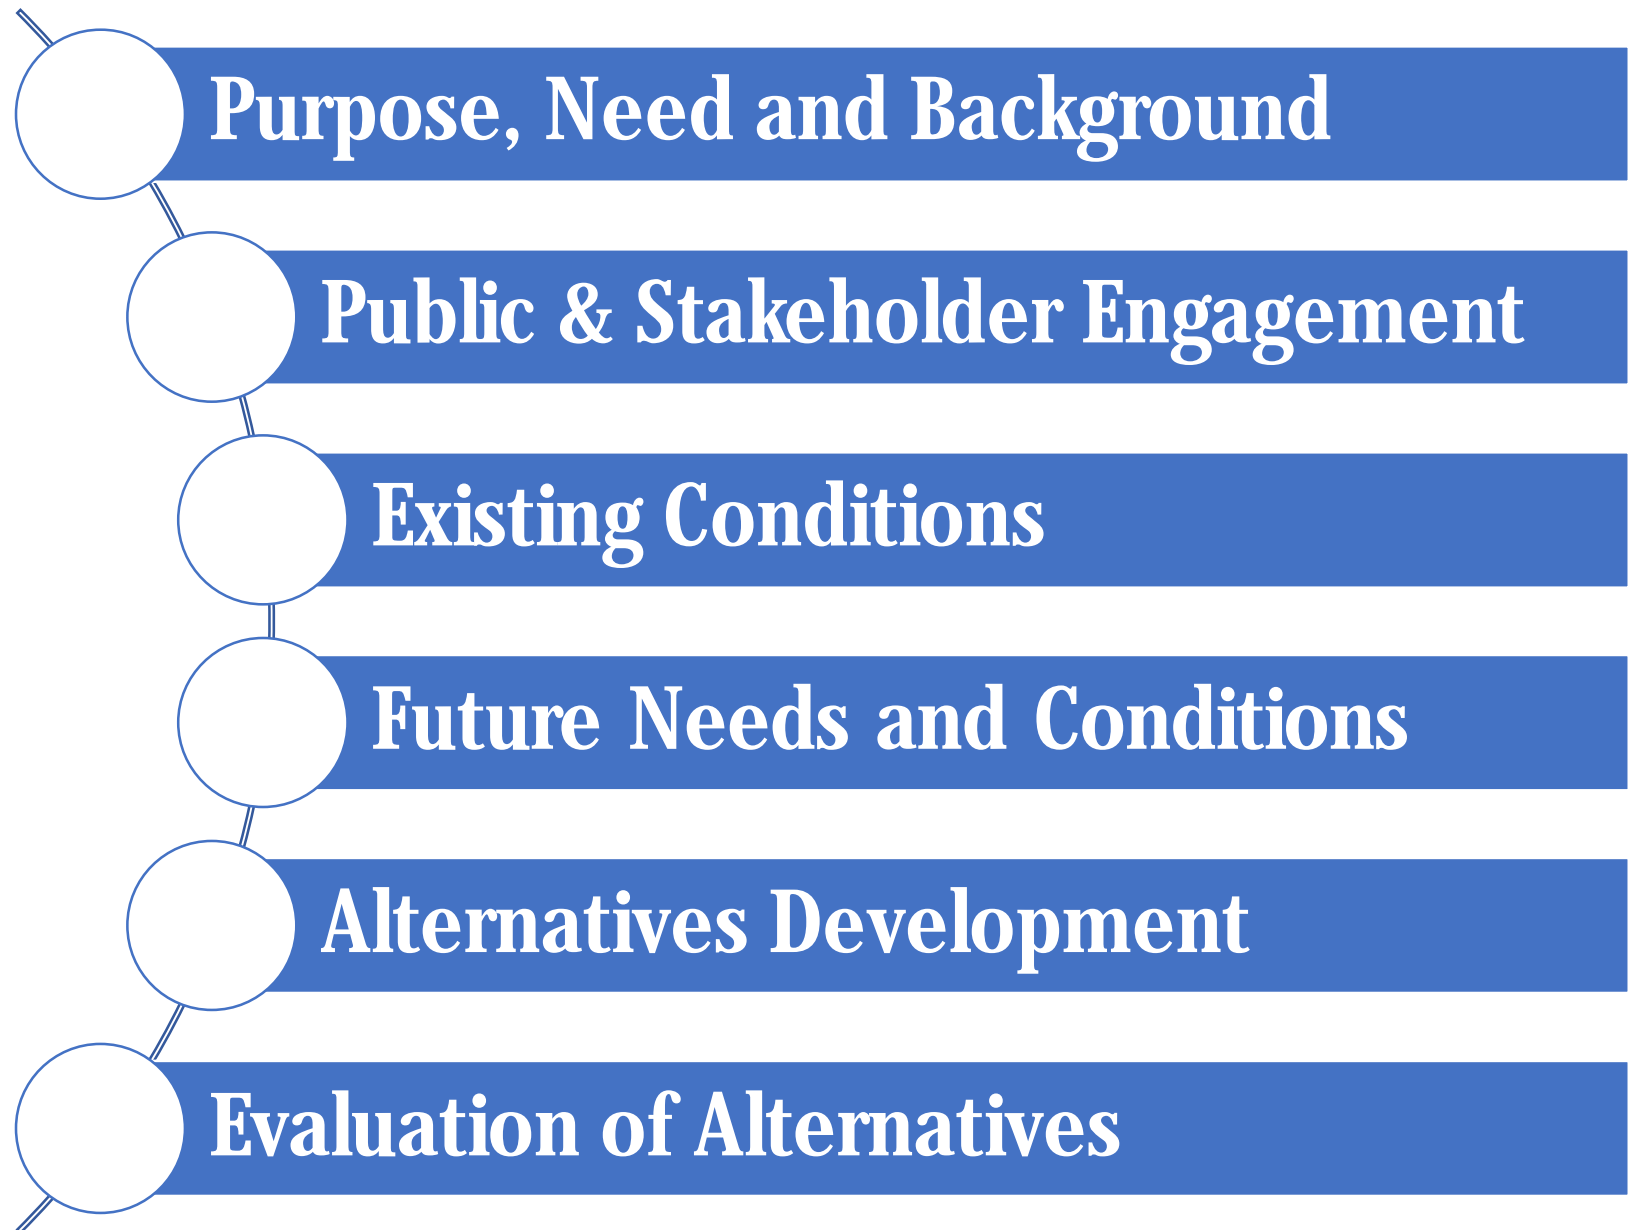 Purpose, Need and Background
Public & Stakeholder Engagement
Existing Conditions
Future Needs and Conditions
Alternatives Development
Evaluation of Alternatives